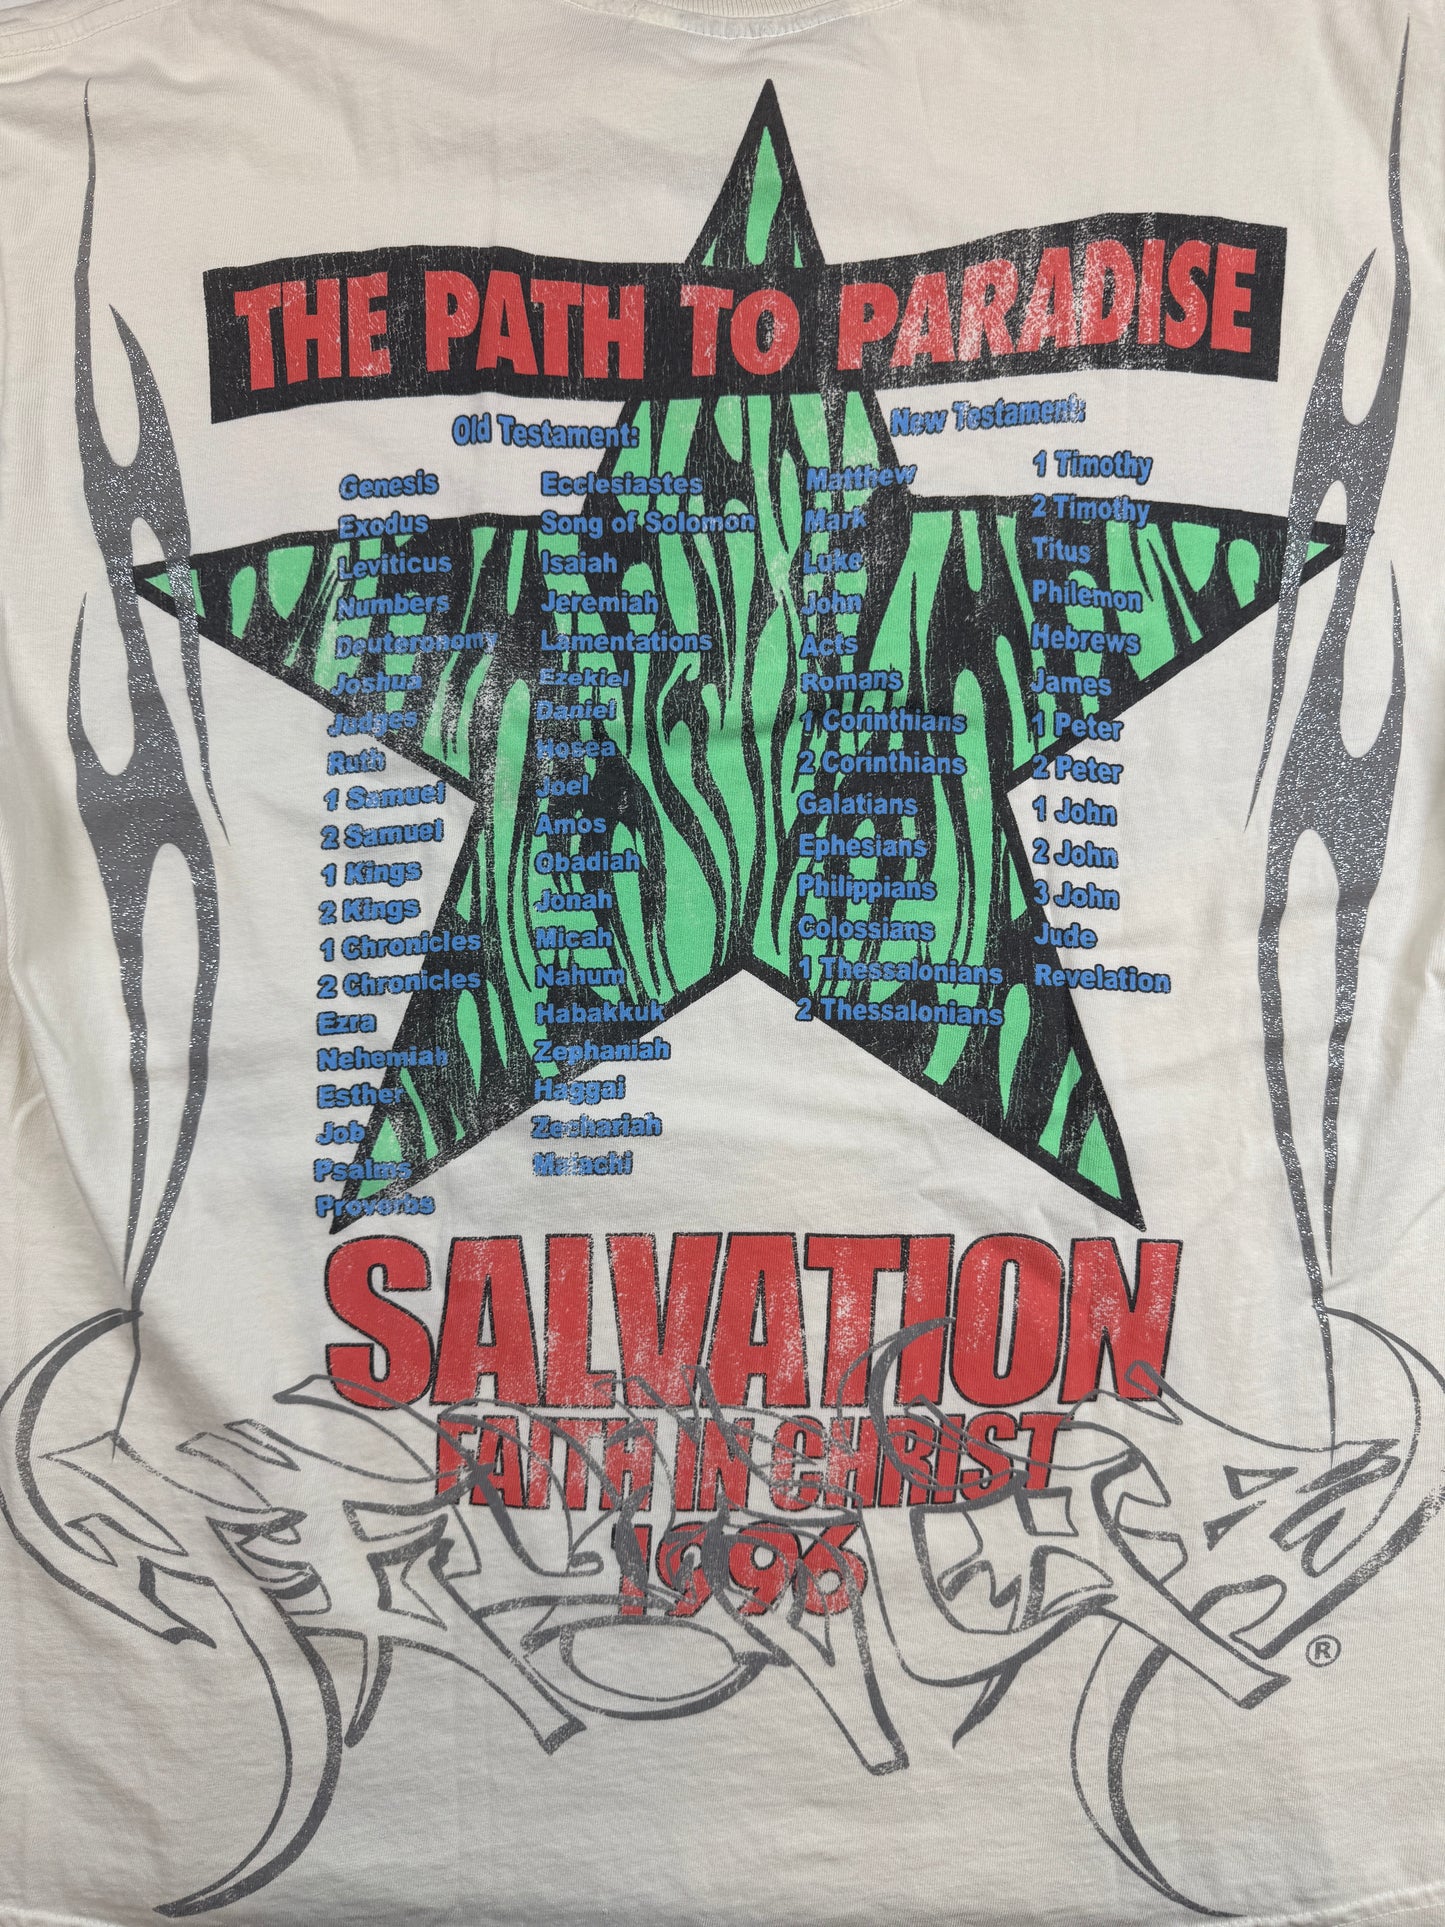 THE PATH TO PARADISE
Old Testament:
Genesis
Exodus
Leviticus
Numbers
Deuteronomy
Joshua
Judges
Ruth
1 Samuel
2 Samuel
1 Kings
2 Kings
1 Chronicles
2 Chronicles
Ezra
Nehemiah
Esther
Job
Psalms
Proverbs
Ecclesiastes
Song of Solomon
Isaiah
Jeremiah
Lamentations
Ezekiel
Daniel
Hosea
Joel
Amos
Obadiah
Jonah
Micah
Nahum
Habakkuk
Zephaniah
Haggai
Zechariah
Malachi
New Testament:
Matthew
Mark
Luke
John
Acts
Romans
1 Corinthians
2 Corinthians
Galatians
Ephesians
Philippians
Colossians
1 Thessalonians
2 Thessalonians
1 Timothy
2 Timothy
Titus
Philemon
Hebrews
James
1 Peter
2 Peter
1 John
2 John
3 John
Jude
Revelation
SALVATION
FAITH IN CHRIST
1996
®